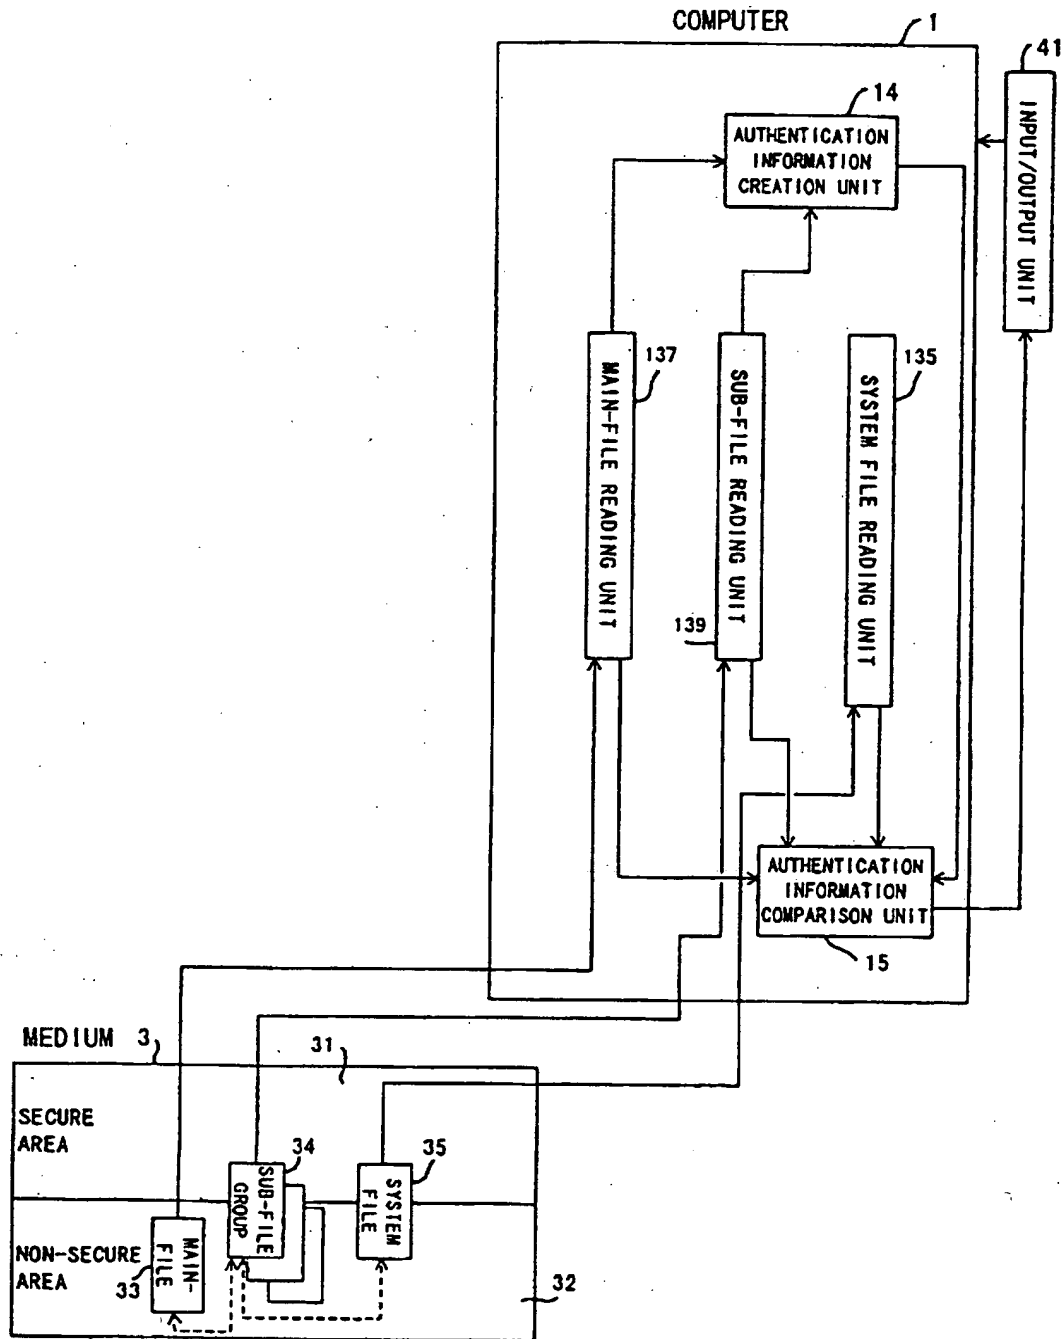 COMPUTER
1
41
INPUT/OUTPUT UNIT
14
AUTHENTICATION
INFORMATION
CREATION UNIT
137
MAIN-FILE READING UNIT
139
SUB-FILE READING UNIT
135
SYSTEM FILE READING UNIT
AUTHENTICATION
INFORMATION
COMPARISON UNIT
15
MEDIUM 3
31
SECURE
AREA
34
SUB-FILE
GROUP
35
SYSTEM
FILE
NON-SECURE
AREA
33
MAIN-
FILE
32